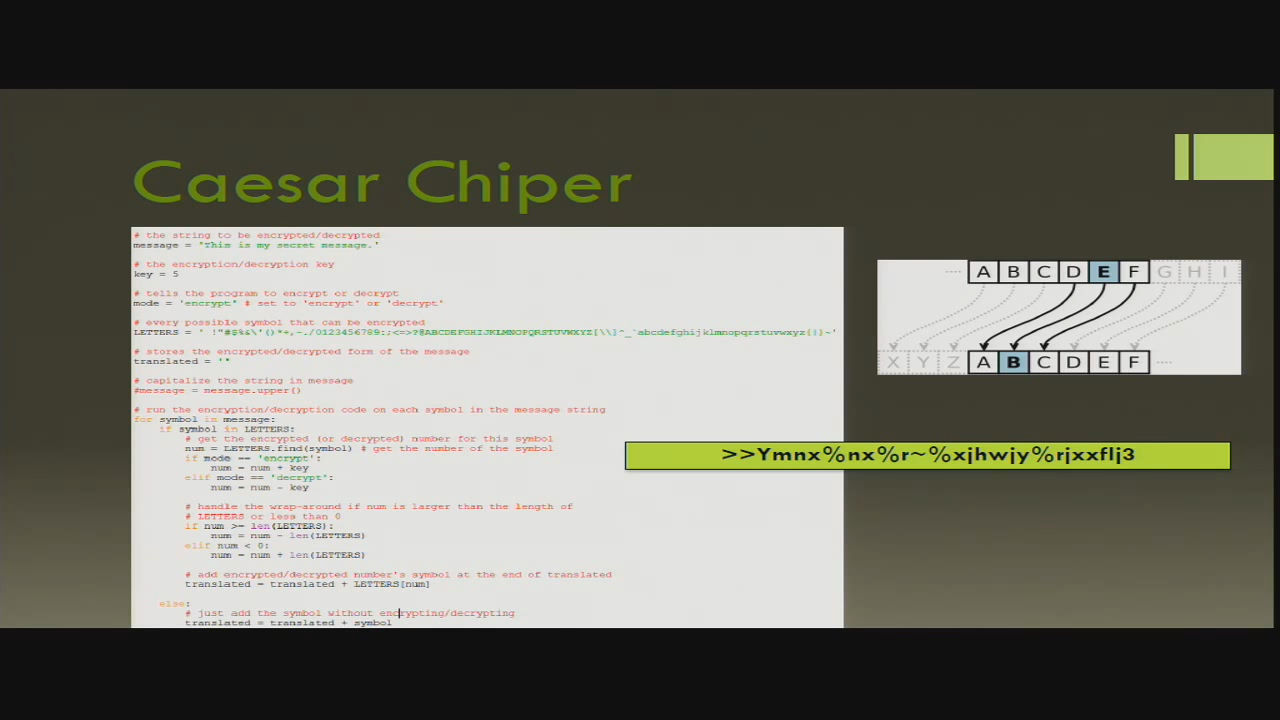 Caesar Chiper
# the string to be encrypted/decrypted
message = 'This is my secret message.'
# the encryption/decryption key
key = 5
# tells the program to encrypt or decrypt
mode = 'encrypt' # set to 'encrypt' or 'decrypt'
# every possible symbol that can be encrypted
LETTERS = ' !"#$%&\'()*+,-./0123456789:;<=>?@ABCDEFGHIJKLMNOPQRSTUVWXYZ[\\]^_`abcdefghijklmnopqrstuvwxyz{|}~'
# stores the encrypted/decrypted form of the message
translated = ''
# capitalize the string in message
#message = message.upper()
# run the encryption/decryption code on each symbol in the message string
for symbol in message:
if symbol in LETTERS:
# get the encrypted (or decrypted) number for this symbol
num = LETTERS.find(symbol) # get the number of the symbol
if mode == 'encrypt':
num = num + key
elif mode == 'decrypt':
num = num - key
# handle the wrap-around if num is larger than the length of
# LETTERS or less than 0
if num >= len(LETTERS):
num = num - len(LETTERS)
elif num < 0:
num = num + len(LETTERS)
# add encrypted/decrypted number's symbol at the end of translated
translated = translated + LETTERS[num]
else:
# just add the symbol without encrypting/decrypting
translated = translated + symbol
A B C D E F G H I
X Y Z A B C D E F
>>Ymnx%nx%r~%xjhwjy%rjxxflj3